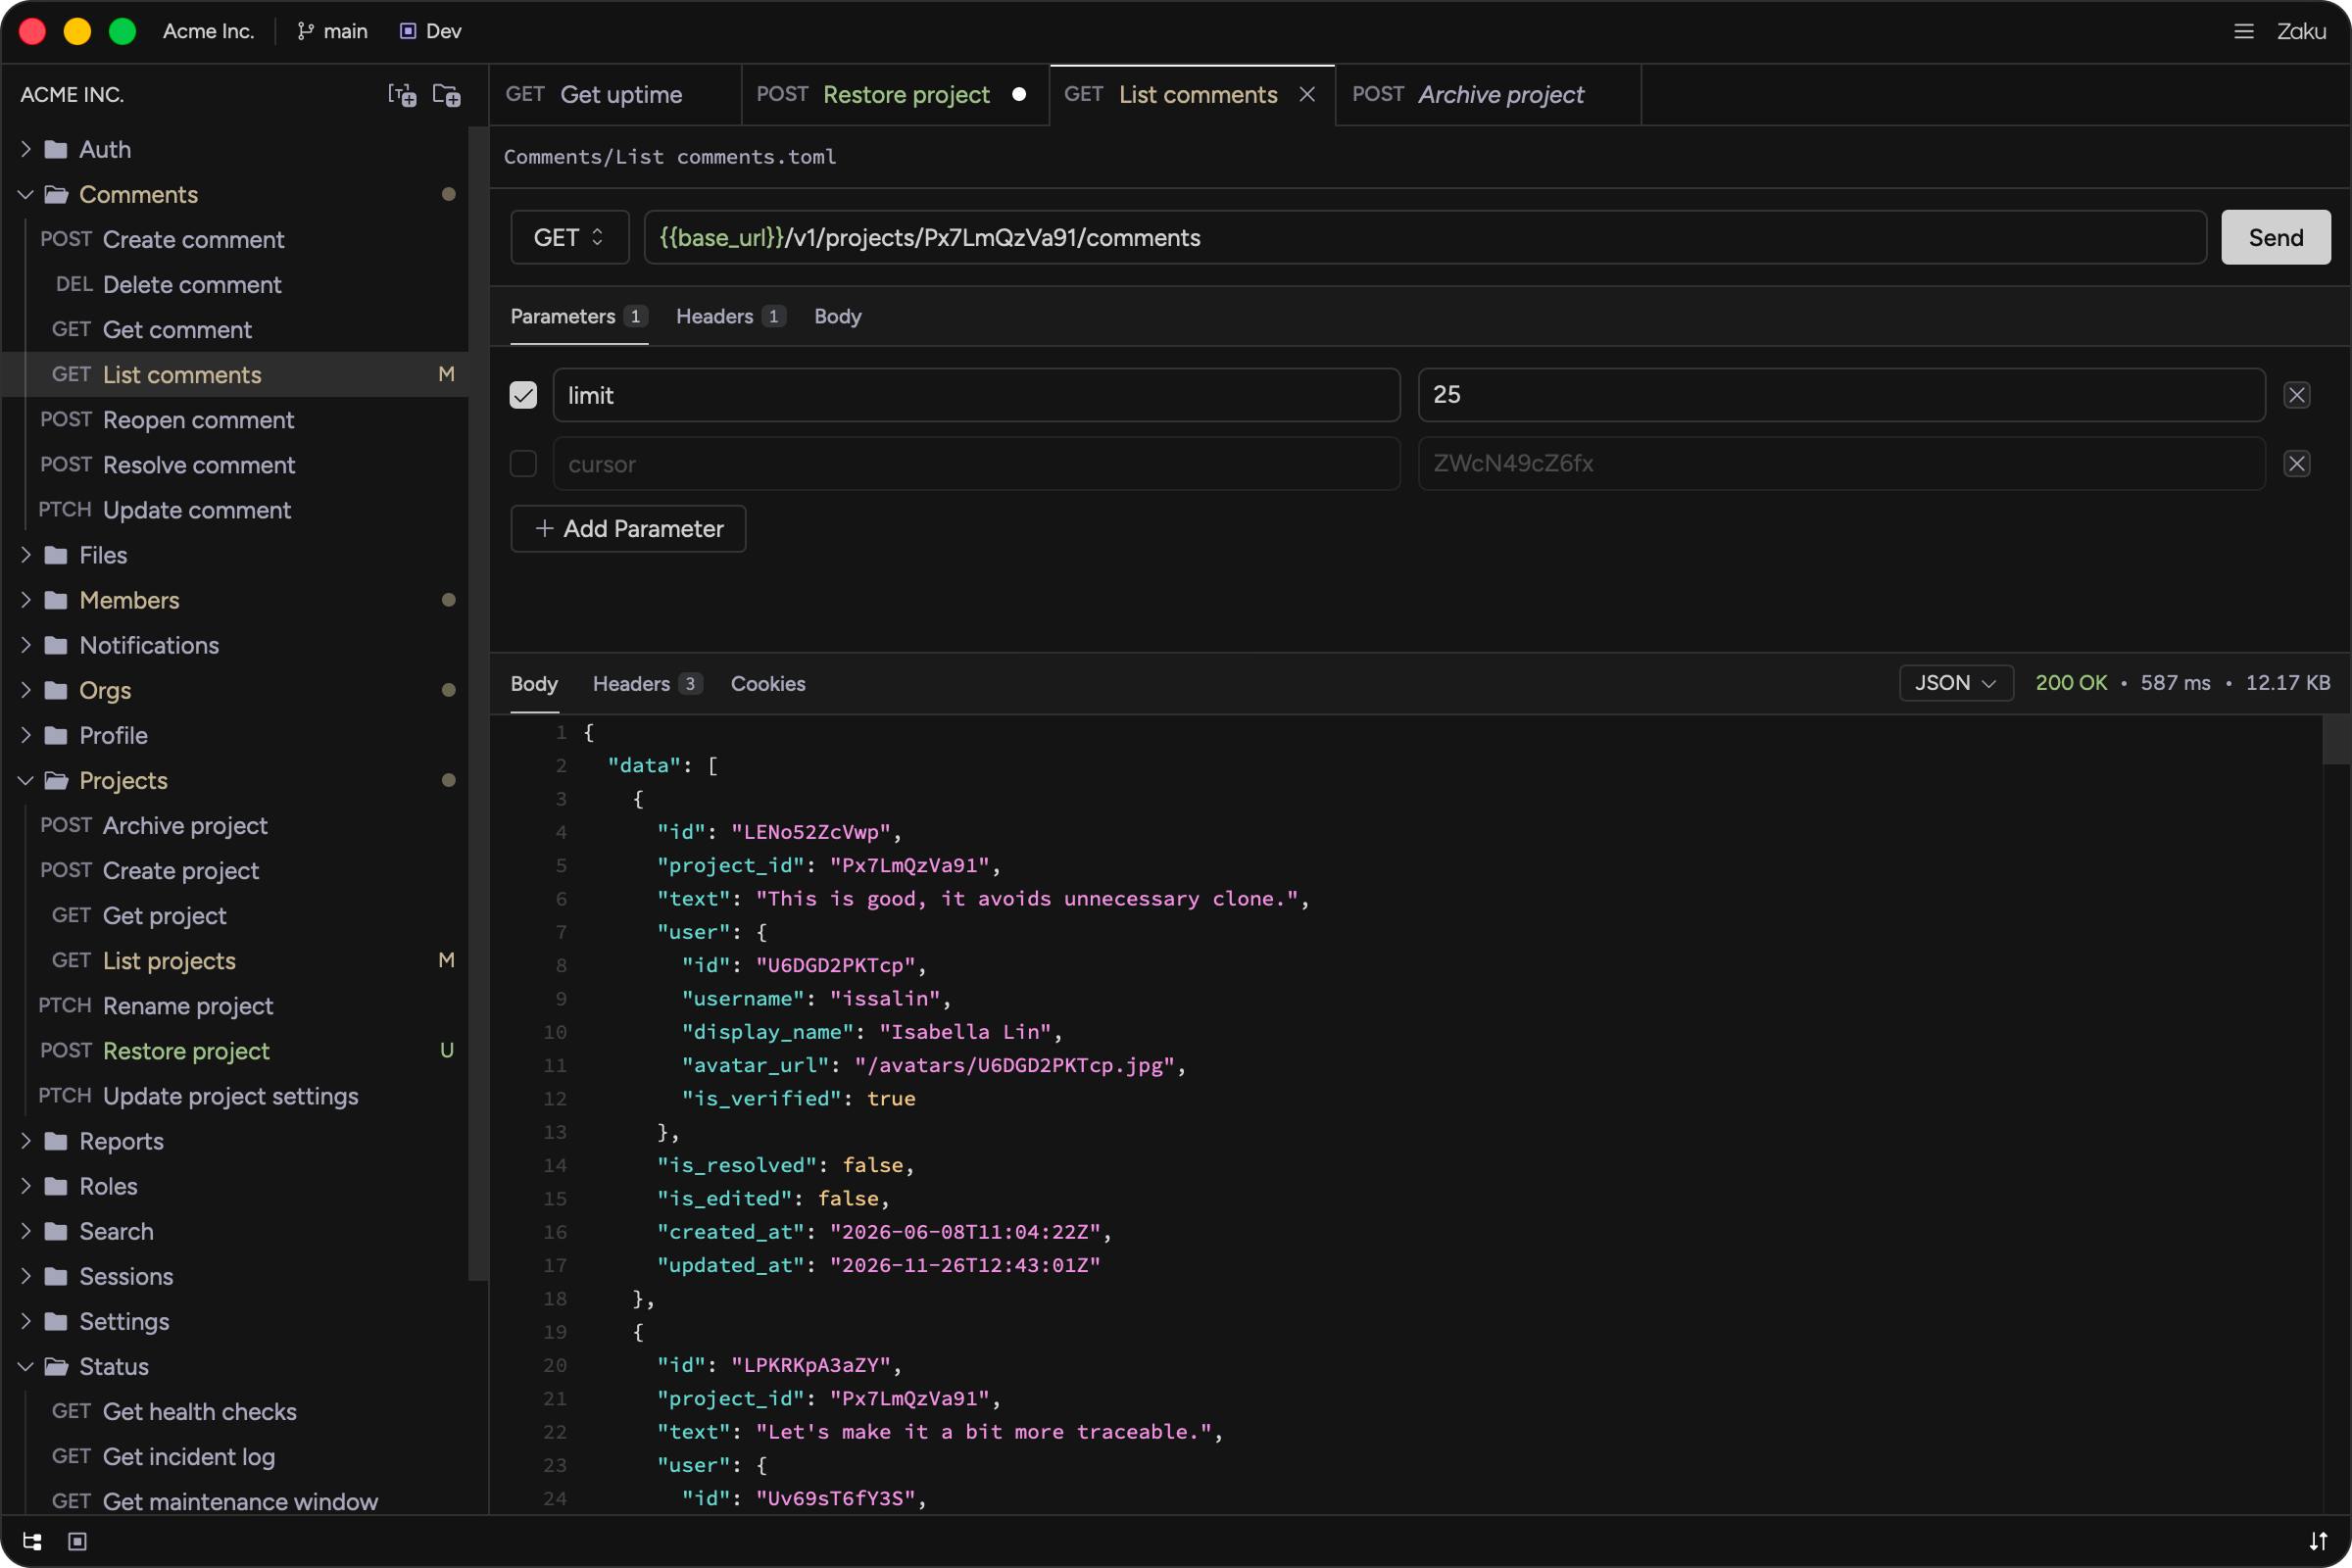 Acme Inc. main Dev Zaku
ACME INC.
Auth
Comments
POST Create comment
DEL Delete comment
GET Get comment
GET List comments M
POST Reopen comment
POST Resolve comment
PTCH Update comment
Files
Members
Notifications
Orgs
Profile
Projects
POST Archive project
POST Create project
GET Get project
GET List projects M
PTCH Rename project
POST Restore project U
PTCH Update project settings
Reports
Roles
Search
Sessions
Settings
Status
GET Get health checks
GET Get incident log
GET Get maintenance window
GET Get uptime POST Restore project GET List comments POST Archive project
Comments/List comments.toml
GET {{base_url}}/v1/projects/Px7LmQzVa91/comments Send
Parameters 1 Headers 1 Body
limit 25
cursor ZWcN49cZ6fx
Add Parameter
Body Headers 3 Cookies JSON 200 OK • 587 ms • 12.17 KB
1 {
2 "data": [
3 {
4 "id": "LENo52ZcVwp",
5 "project_id": "Px7LmQzVa91",
6 "text": "This is good, it avoids unnecessary clone.",
7 "user": {
8 "id": "U6DGD2PKTcp",
9 "username": "issalin",
10 "display_name": "Isabella Lin",
11 "avatar_url": "/avatars/U6DGD2PKTcp.jpg",
12 "is_verified": true
13 },
14 "is_resolved": false,
15 "is_edited": false,
16 "created_at": "2026-06-08T11:04:22Z",
17 "updated_at": "2026-11-26T12:43:01Z"
18 },
19 {
20 "id": "LPKRKpA3aZY",
21 "project_id": "Px7LmQzVa91",
22 "text": "Let's make it a bit more traceable.",
23 "user": {
24 "id": "Uv69sT6fY3S",